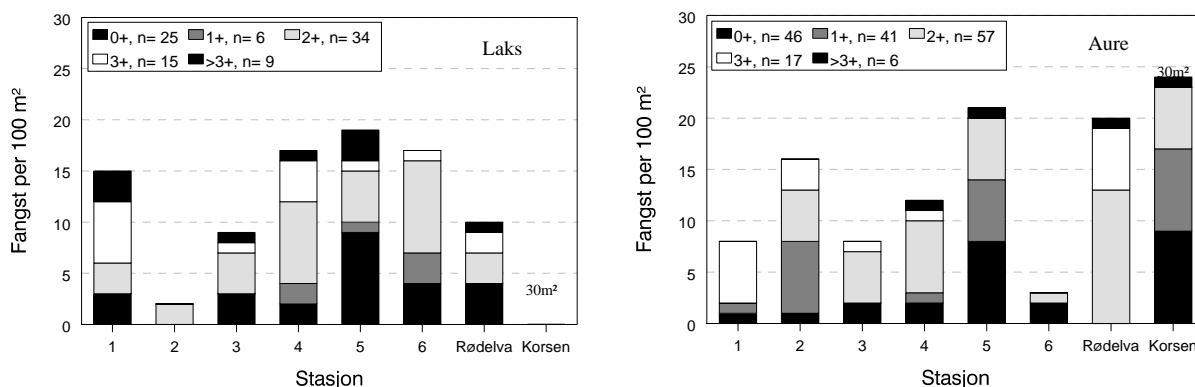 30
25
20
15
10
5
0
Fangst per 100 m²
0+, n= 25 1+, n= 6 2+, n= 34
3+, n= 15 >3+, n= 9
Laks
30m²
1 2 3 4 5 6 Rødelva Korsen
Stasjon
30
25
20
15
10
5
0
Fangst per 100 m²
0+, n= 46 1+, n= 41 2+, n= 57
3+, n= 17 >3+, n= 6
Aure
30m²
1 2 3 4 5 6 Rødelva Korsen
Stasjon